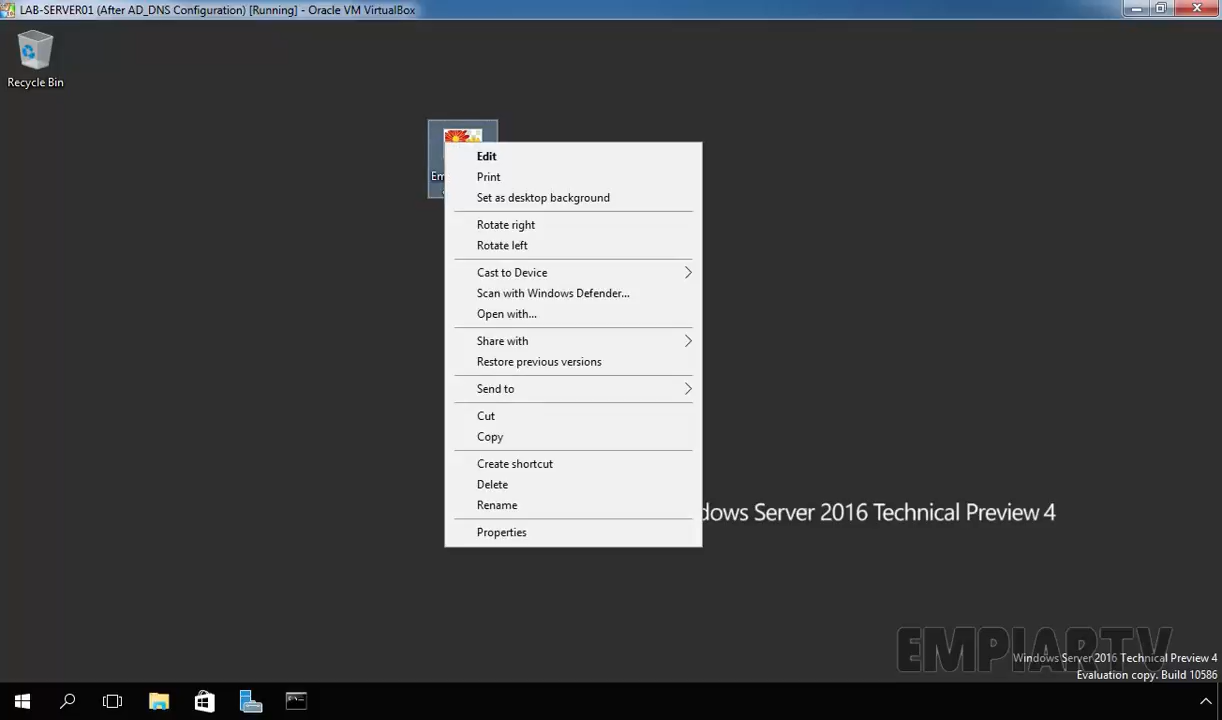 LAB-SERVER01 (After AD_DNS Configuration) [Running] - Oracle VM VirtualBox
Recycle Bin
Edit
Print
Set as desktop background
Rotate right
Rotate left
Cast to Device
Scan with Windows Defender...
Open with...
Share with
Restore previous versions
Send to
Cut
Copy
Create shortcut
Delete
Rename
Properties
dows Server 2016 Technical Preview 4
EMPIARTV
Windows Server 2016 Technical Preview 4
Evaluation copy. Build 10586